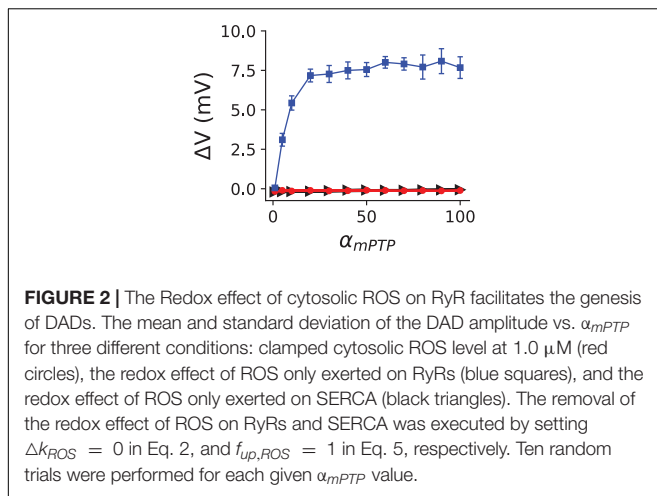 10.0
7.5
5.0
2.5
0.0
ΔV (mV)
0
50
100
α_mPTP
FIGURE 2 | The Redox effect of cytosolic ROS on RyR facilitates the genesis
of DADs. The mean and standard deviation of the DAD amplitude vs. α_mPTP
for three different conditions: clamped cytosolic ROS level at 1.0 μM (red
circles), the redox effect of ROS only exerted on RyRs (blue squares), and the
redox effect of ROS only exerted on SERCA (black triangles). The removal of
the redox effect of ROS on RyRs and SERCA was executed by setting
△k_ROS = 0 in Eq. 2, and f_up,ROS = 1 in Eq. 5, respectively. Ten random
trials were performed for each given α_mPTP value.